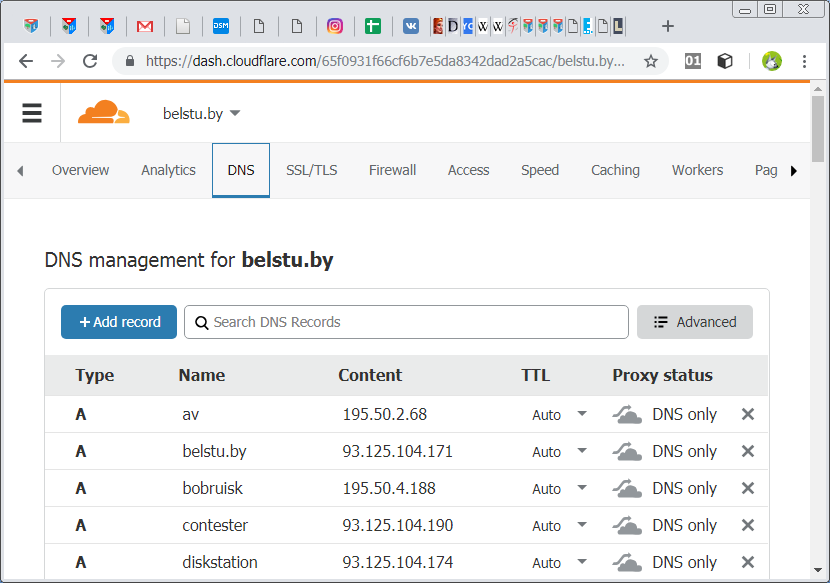 DSM
D
YC
W
W
L
https://dash.cloudflare.com/65f0931f66cf6b7e5da8342dad2a5cac/belstu.by...
01
belstu.by
Overview Analytics DNS SSL/TLS Firewall Access Speed Caching Workers Pag
DNS management for belstu.by
+ Add record Search DNS Records Advanced
Type Name Content TTL Proxy status
A av 195.50.2.68 Auto DNS only
A belstu.by 93.125.104.171 Auto DNS only
A bobruisk 195.50.4.188 Auto DNS only
A contester 93.125.104.190 Auto DNS only
A diskstation 93.125.104.174 Auto DNS only